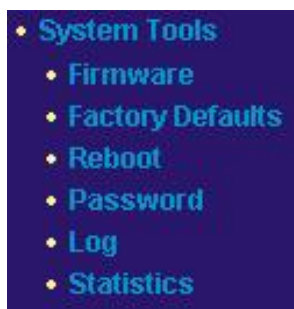 • System Tools
• Firmware
• Factory Defaults
• Reboot
• Password
• Log
• Statistics